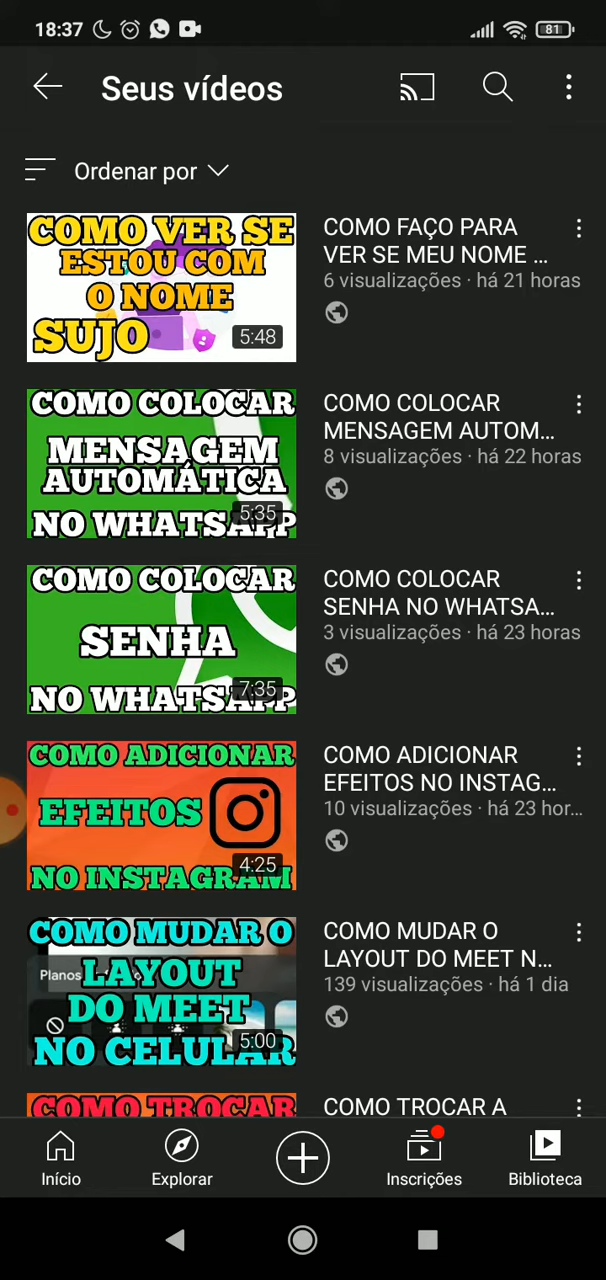 18:37
81
Seus vídeos
Ordenar por
COMO VER SE
ESTOU COM
O NOME
SUJO
5:48
COMO FAÇO PARA
VER SE MEU NOME ...
6 visualizações · há 21 horas
COMO COLOCAR
MENSAGEM
AUTOMÁTICA
NO WHATSAPP
5:35
COMO COLOCAR
MENSAGEM AUTOM...
8 visualizações · há 22 horas
COMO COLOCAR
SENHA
NO WHATSAPP
7:35
COMO COLOCAR
SENHA NO WHATSA...
3 visualizações · há 23 horas
COMO ADICIONAR
EFEITOS
NO INSTAGRAM
4:25
COMO ADICIONAR
EFEITOS NO INSTAG...
10 visualizações · há 23 hor...
COMO MUDAR O
Planos
LAYOUT
DO MEET
NO CELULAR
5:00
COMO MUDAR O
LAYOUT DO MEET N...
139 visualizações · há 1 dia
COMO TROCAR
COMO TROCAR A
Início
Explorar
Inscrições
Biblioteca